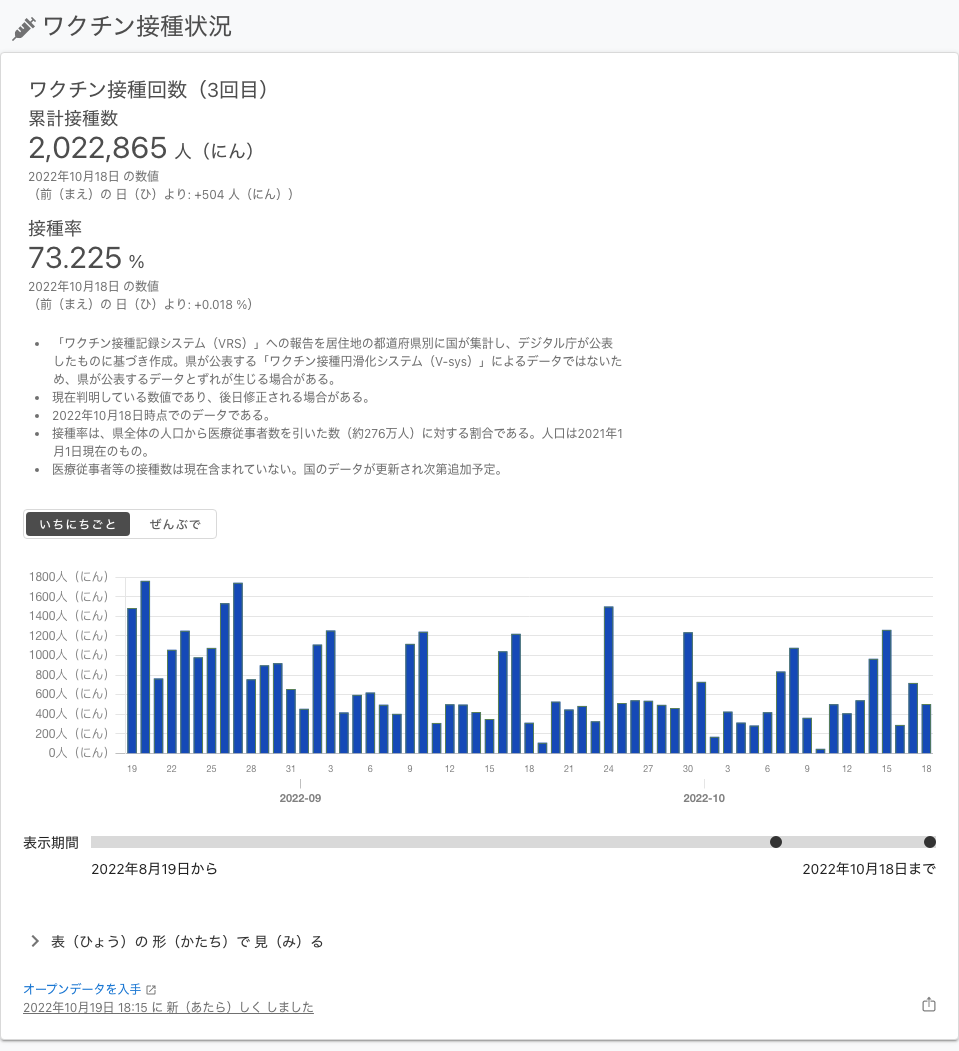 ワクチン接種状況
ワクチン接種回数（3回目）
累計接種数
2,022,865 人（にん）
2022年10月18日 の数値
（前（まえ）の 日（ひ）より: +504 人（にん））
接種率
73.225 %
2022年10月18日 の数値
（前（まえ）の 日（ひ）より: +0.018 %）
• 「ワクチン接種記録システム（VRS）」への報告を居住地の都道府県別に国が集計し、デジタル庁が公表
したものに基づき作成。県が公表する「ワクチン接種円滑化システム（V-sys）」によるデータではないた
め、県が公表するデータとずれが生じる場合がある。
• 現在判明している数値であり、後日修正される場合がある。
• 2022年10月18日時点でのデータである。
• 接種率は、県全体の人口から医療従事者数を引いた数（約276万人）に対する割合である。人口は2021年1
月1日現在のもの。
• 医療従事者等の接種数は現在含まれていない。国のデータが更新され次第追加予定。
いちにちごと ぜんぶで
1800人（にん）
1600人（にん）
1400人（にん）
1200人（にん）
1000人（にん）
800人（にん）
600人（にん）
400人（にん）
200人（にん）
0人（にん）
19 22 25 28 31 3 6 9 12 15 18 21 24 27 30 3 6 9 12 15 18
2022-09 2022-10
表示期間
2022年8月19日から 2022年10月18日まで
表（ひょう）の 形（かたち）で 見（み）る
オープンデータを入手
2022年10月19日 18:15 に 新（あたら）しく しました